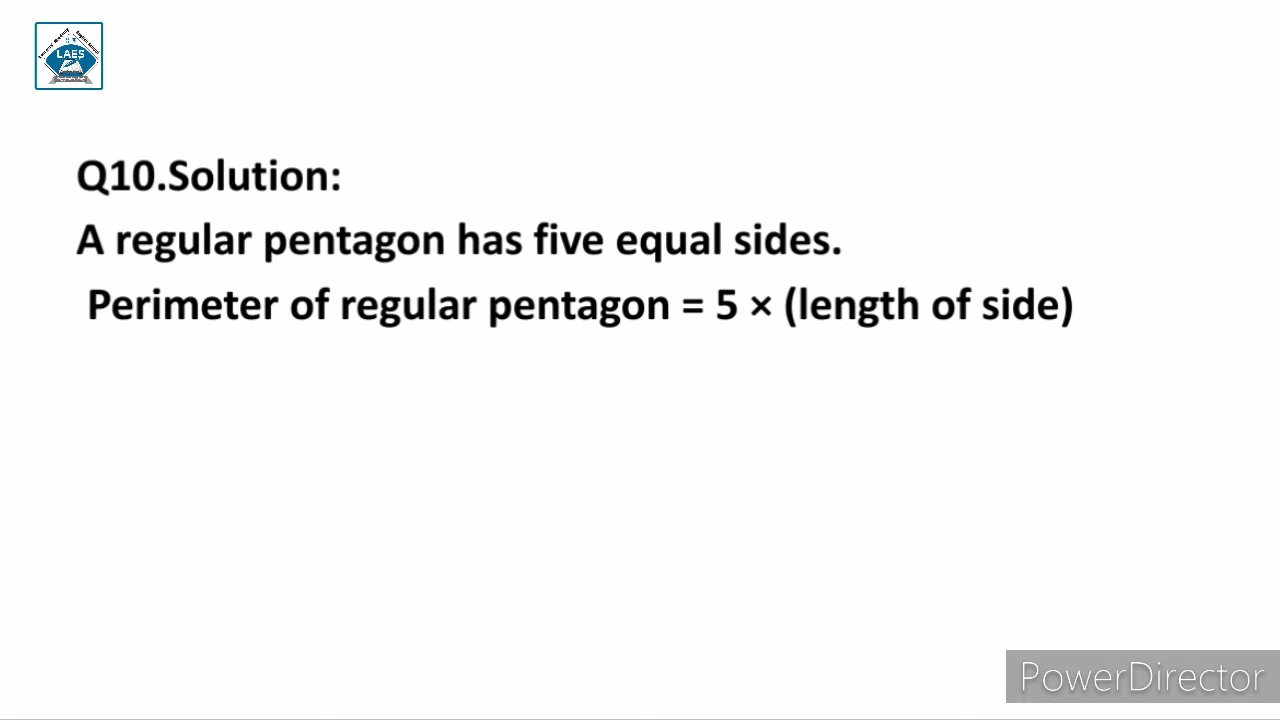 LAES
Q10.Solution:
A regular pentagon has five equal sides.
Perimeter of regular pentagon = 5 × (length of side)
PowerDirector